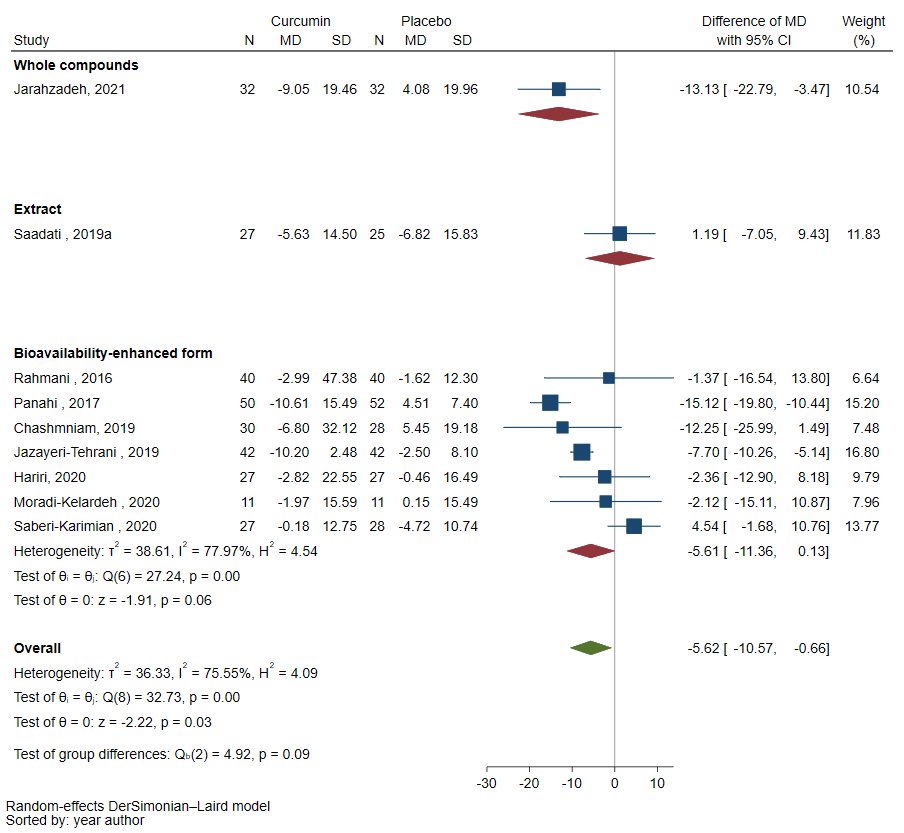 Curcumin Placebo Difference of MD Weight
Study N MD SD N MD SD with 95% CI (%)
Whole compounds
Jarahzadeh, 2021 32 -9.05 19.46 32 4.08 19.96 -13.13 [ -22.79, -3.47] 10.54
Extract
Saadati , 2019a 27 -5.63 14.50 25 -6.82 15.83 1.19 [ -7.05, 9.43] 11.83
Bioavailability-enhanced form
Rahmani , 2016 40 -2.99 47.38 40 -1.62 12.30 -1.37 [ -16.54, 13.80] 6.64
Panahi , 2017 50 -10.61 15.49 52 4.51 7.40 -15.12 [ -19.80, -10.44] 15.20
Chashmniam, 2019 30 -6.80 32.12 28 5.45 19.18 -12.25 [ -25.99, 1.49] 7.48
Jazayeri-Tehrani, 2019 42 -10.20 2.48 42 -2.50 8.10 -7.70 [ -10.26, -5.14] 16.80
Hariri, 2020 27 -2.82 22.55 27 -0.46 16.49 -2.36 [ -12.90, 8.18] 9.79
Moradi-Kelardeh , 2020 11 -1.97 15.59 11 0.15 15.49 -2.12 [ -15.11, 10.87] 7.96
Saberi-Karimian , 2020 27 -0.18 12.75 28 -4.72 10.74 4.54 [ -1.68, 10.76] 13.77
Heterogeneity: τ² = 38.61, I² = 77.97%, H² = 4.54 -5.61 [ -11.36, 0.13]
Test of θᵢ = θⱼ: Q(6) = 27.24, p = 0.00
Test of θ = 0: z = -1.91, p = 0.06
Overall -5.62 [ -10.57, -0.66]
Heterogeneity: τ² = 36.33, I² = 75.55%, H² = 4.09
Test of θᵢ = θⱼ: Q(8) = 32.73, p = 0.00
Test of θ = 0: z = -2.22, p = 0.03
Test of group differences: Q_b(2) = 4.92, p = 0.09
-30 -20 -10 0 10
Random-effects DerSimonian–Laird model
Sorted by: year author